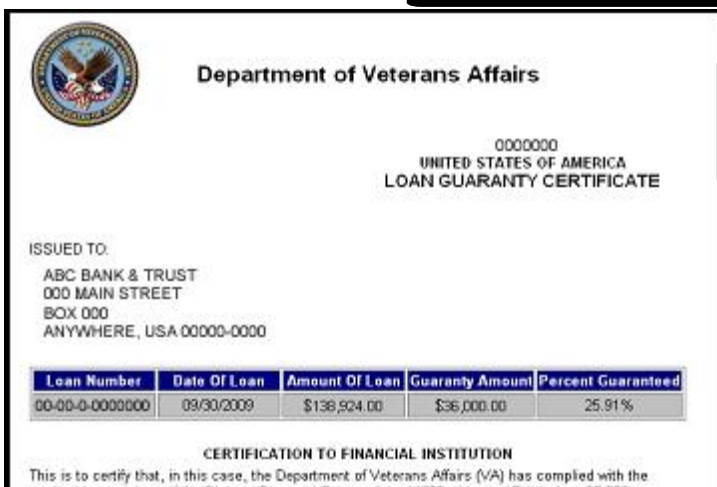 Department of Veterans Affairs
0000000
UNITED STATES OF AMERICA
LOAN GUARANTY CERTIFICATE
ISSUED TO:
ABC BANK & TRUST
000 MAIN STREET
BOX 000
ANYWHERE, USA 00000-0000
Loan Number Date Of Loan Amount Of Loan Guaranty Amount Percent Guaranteed
00-00-0-0000000 09/30/2009 $138,924.00 $36,000.00 25.91%
CERTIFICATION TO FINANCIAL INSTITUTION
This is to certify that, in this case, the Department of Veterans Affairs (VA) has complied with the